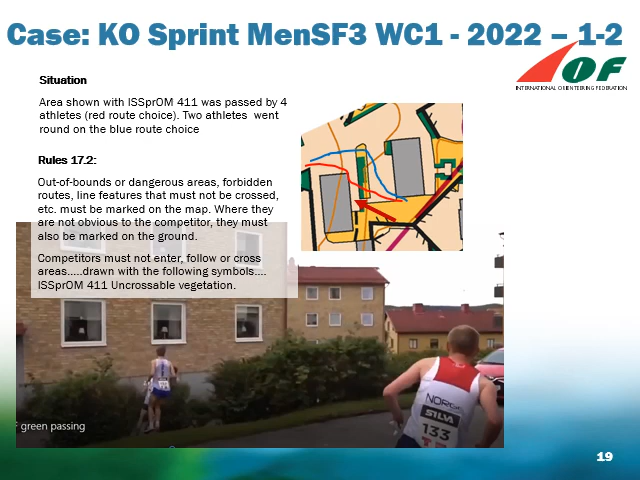 Case: KO Sprint MenSF3 WC1 - 2022 – 1-2
IOF
INTERNATIONAL ORIENTEERING FEDERATION
Situation
Area shown with ISSprOM 411 was passed by 4
athletes (red route choice). Two athletes went
round on the blue route choice
Rules 17.2:
Out-of-bounds or dangerous areas, forbidden
routes, line features that must not be crossed,
etc. must be marked on the map. Where they
are not obvious to the competitor, they must
also be marked on the ground.
Competitors must not enter, follow or cross
areas.....drawn with the following symbols....
ISSprOM 411 Uncrossable vegetation.
green passing
SILVA
133
19